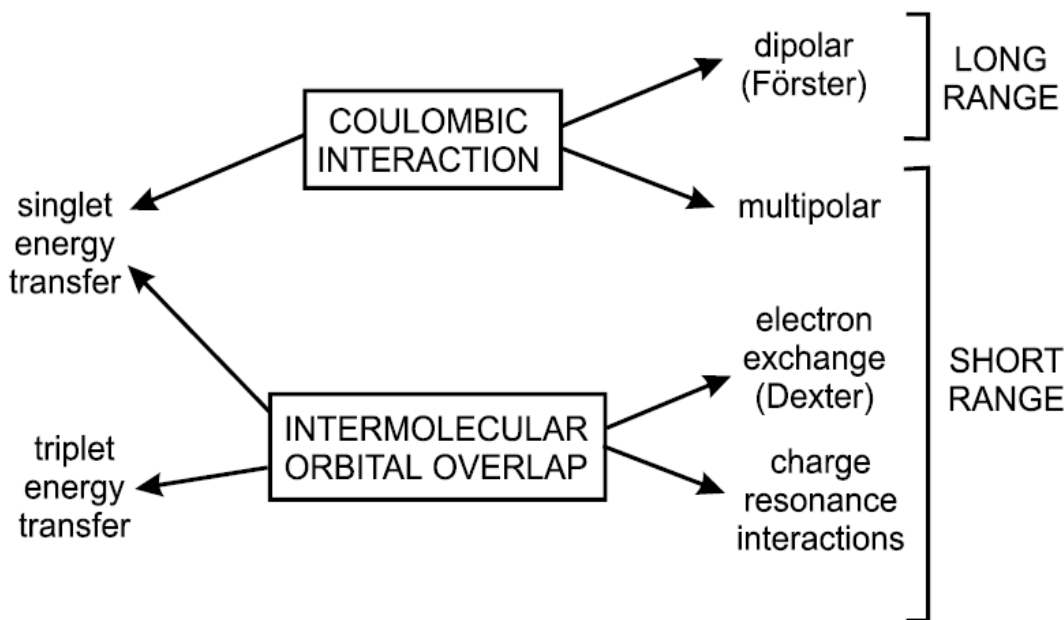 dipolar
(Förster)
LONG
RANGE
COULOMBIC
INTERACTION
singlet
energy
transfer
multipolar
electron
exchange
(Dexter)
SHORT
RANGE
INTERMOLECULAR
ORBITAL OVERLAP
triplet
energy
transfer
charge
resonance
interactions